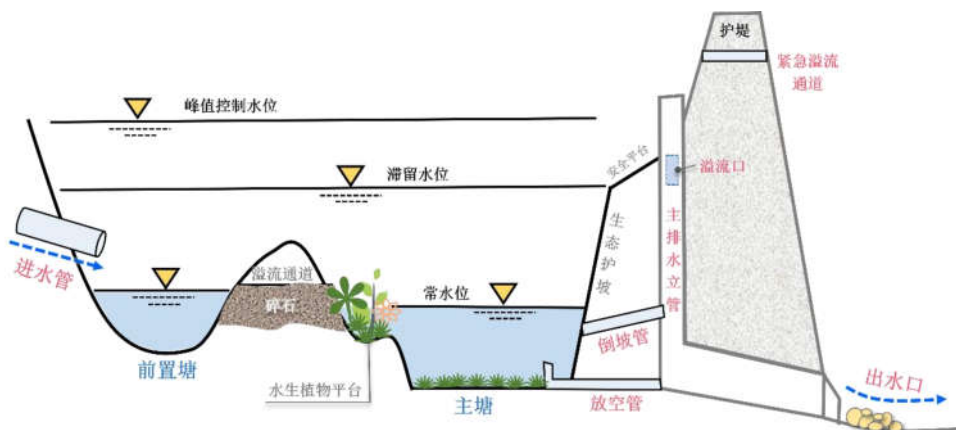 护堤
紧急溢流
通道
峰值控制水位
安全平台
溢流口
滞留水位
生态护坡
主排水立管
进水管
溢流通道
碎石
常水位
倒坡管
前置塘
水生植物平台
主塘
放空管
出水口